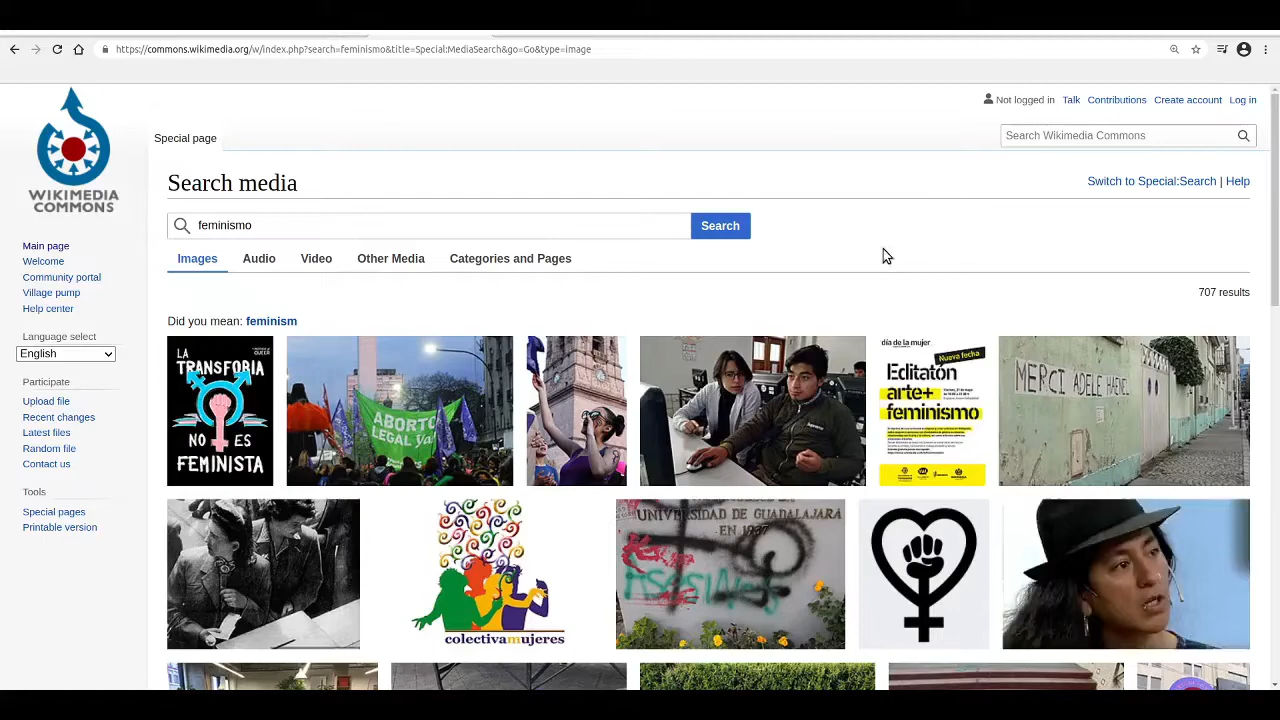 https://commons.wikimedia.org/w/index.php?search=feminismo&title=Special:MediaSearch&go=Go&type=image
Not logged in Talk Contributions Create account Log in
WIKIMEDIA
COMMONS
Special page
Search Wikimedia Commons
Search media
Switch to Special:Search | Help
feminismo
Search
Images Audio Video Other Media Categories and Pages
707 results
Did you mean: feminism
Main page
Welcome
Community portal
Village pump
Help center
Language select
English
Participate
Upload file
Recent changes
Latest files
Random file
Contact us
Tools
Special pages
Printable version
LA
TRANSFORIA
NO ES
FEMINISTA
ABORTO
LEGAL ya!
día de la mujer
Nueva fecha
Editatón
arte+
feminismo
MERCI ADELE HAENEL
colectivamujeres
UNIVERSIDAD DE GUADALAJARA
EN 1937